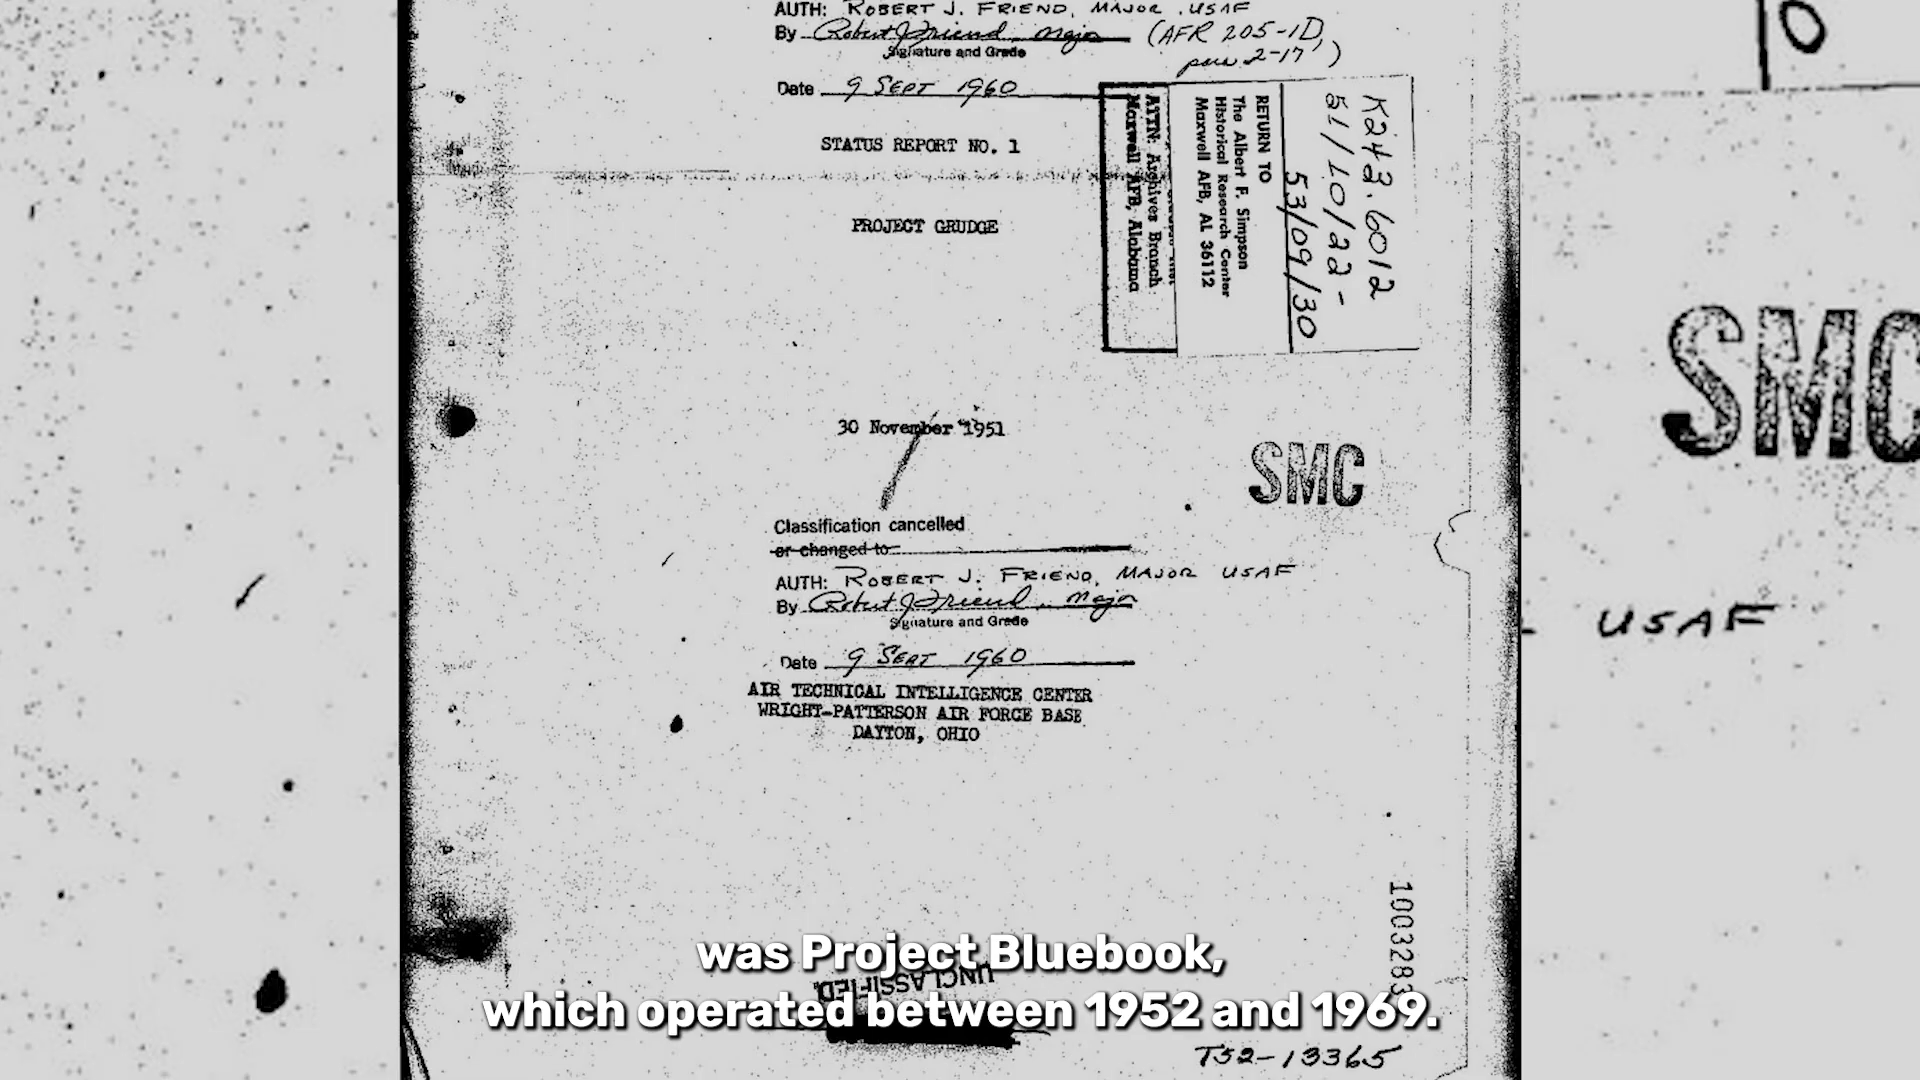 AUTH: ROBERT J. FRIEND, MAJOR, USAF
By Robert J Friend, Major (AFR 205-1D,
Signature and Grade
para 2-17)
Date 9 SEPT 1960
STATUS REPORT NO. 1
PROJECT GRUDGE
K243.6012
51/10/22-
53/09/30
RETURN TO
The Albert F. Simpson
Historical Research Center
Maxwell AFB, AL 36112
ATTN: Archives Branch
Maxwell AFB, Alabama
30 November 1951
SMC
Classification cancelled
or changed to
AUTH: ROBERT J. FRIEND, MAJOR USAF
By Robert J Friend, Major
Signature and Grade
Date 9 SEPT 1960
AIR TECHNICAL INTELLIGENCE CENTER
WRIGHT-PATTERSON AIR FORCE BASE
DAYTON, OHIO
1003283
was Project Bluebook,
UNCLASSIFIED
which operated between 1952 and 1969.
T52-13365
SMC
USAF